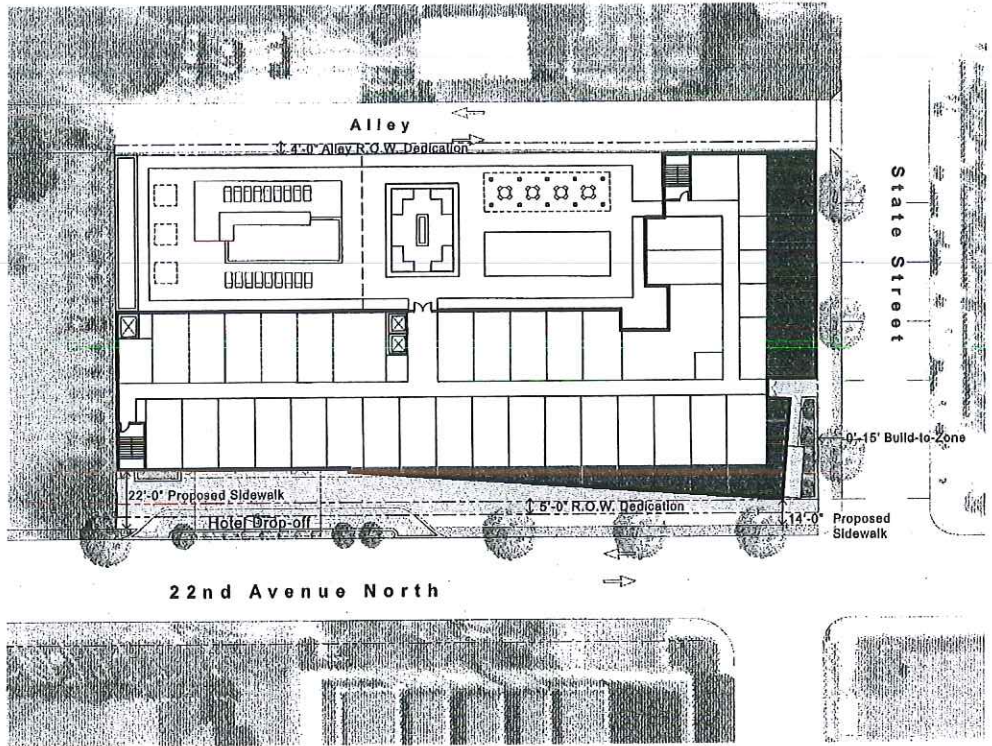 Alley
4'-0" Alley R.O.W. Dedication
State Street
0'-15' Build-to-Zone
22'-0" Proposed Sidewalk
5'-0" R.O.W. Dedication
Hotel Drop-off
14'-0" Proposed
Sidewalk
22nd Avenue North